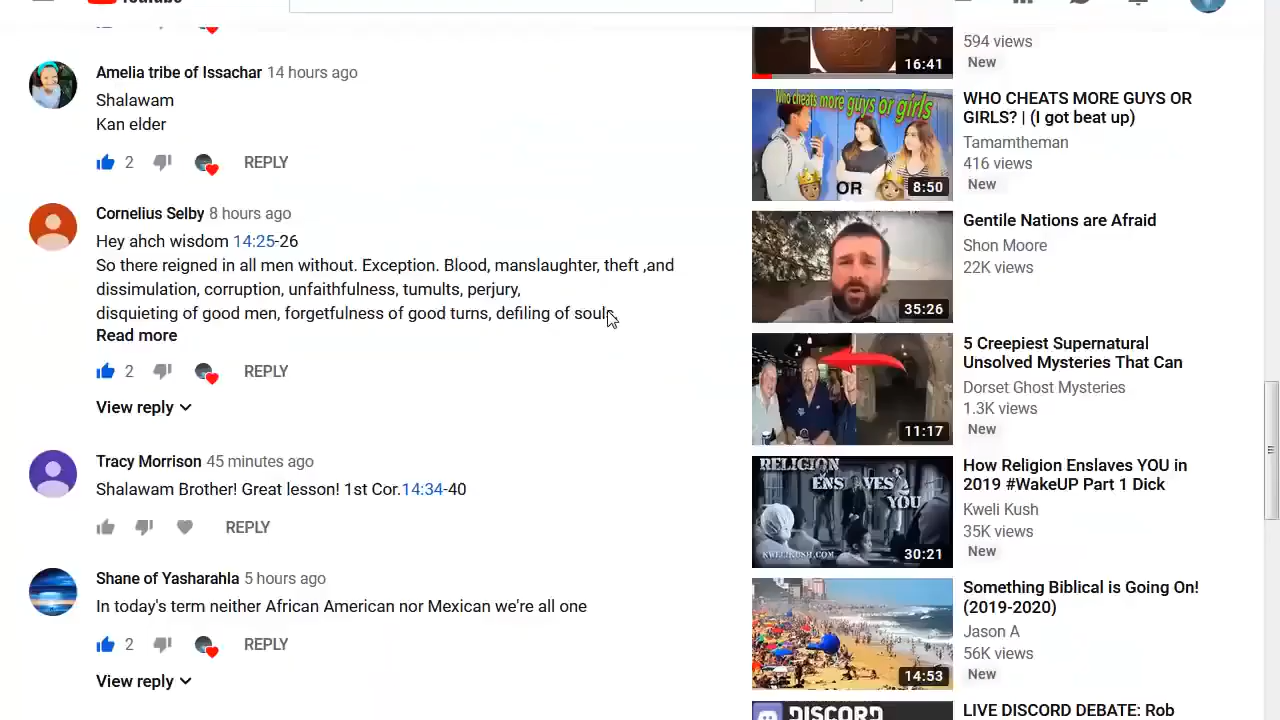 YouTube
Amelia tribe of Issachar 14 hours ago
Shalawam
Kan elder
2 REPLY
Cornelius Selby 8 hours ago
Hey ahch wisdom 14:25-26
So there reigned in all men without. Exception. Blood, manslaughter, theft ,and
dissimulation, corruption, unfaithfulness, tumults, perjury,
disquieting of good men, forgetfulness of good turns, defiling of souls,
Read more
2 REPLY
View reply
Tracy Morrison 45 minutes ago
Shalawam Brother! Great lesson! 1st Cor.14:34-40
REPLY
Shane of Yasharahla 5 hours ago
In today's term neither African American nor Mexican we're all one
2 REPLY
View reply
16:41
594 views
New
Who cheats more guys or girls
OR
8:50
WHO CHEATS MORE GUYS OR
GIRLS? | (I got beat up)
Tamamtheman
416 views
New
35:26
Gentile Nations are Afraid
Shon Moore
22K views
11:17
5 Creepiest Supernatural
Unsolved Mysteries That Can
Dorset Ghost Mysteries
1.3K views
New
RELIGION
ENSLAVES
YOU
KWELIKUSH.COM
30:21
How Religion Enslaves YOU in
2019 #WakeUP Part 1 Dick
Kweli Kush
35K views
New
14:53
Something Biblical is Going On!
(2019-2020)
Jason A
56K views
New
DISCORD
LIVE DISCORD DEBATE: Rob